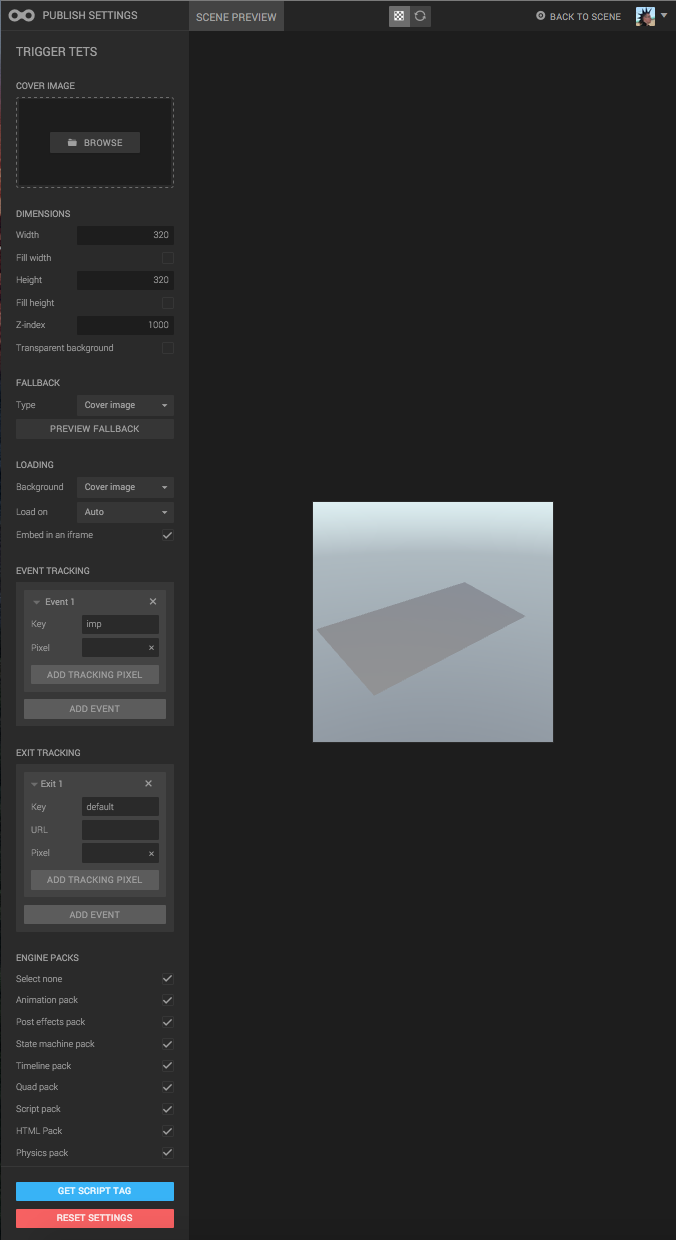 PUBLISH SETTINGS
SCENE PREVIEW
BACK TO SCENE
TRIGGER TETS
COVER IMAGE
BROWSE
DIMENSIONS
Width 320
Fill width
Height 320
Fill height
Z-index 1000
Transparent background
FALLBACK
Type Cover image
PREVIEW FALLBACK
LOADING
Background Cover image
Load on Auto
Embed in an iframe
EVENT TRACKING
Event 1
Key imp
Pixel
ADD TRACKING PIXEL
ADD EVENT
EXIT TRACKING
Exit 1
Key default
URL
Pixel
ADD TRACKING PIXEL
ADD EVENT
ENGINE PACKS
Select none
Animation pack
Post effects pack
State machine pack
Timeline pack
Quad pack
Script pack
HTML Pack
Physics pack
GET SCRIPT TAG
RESET SETTINGS